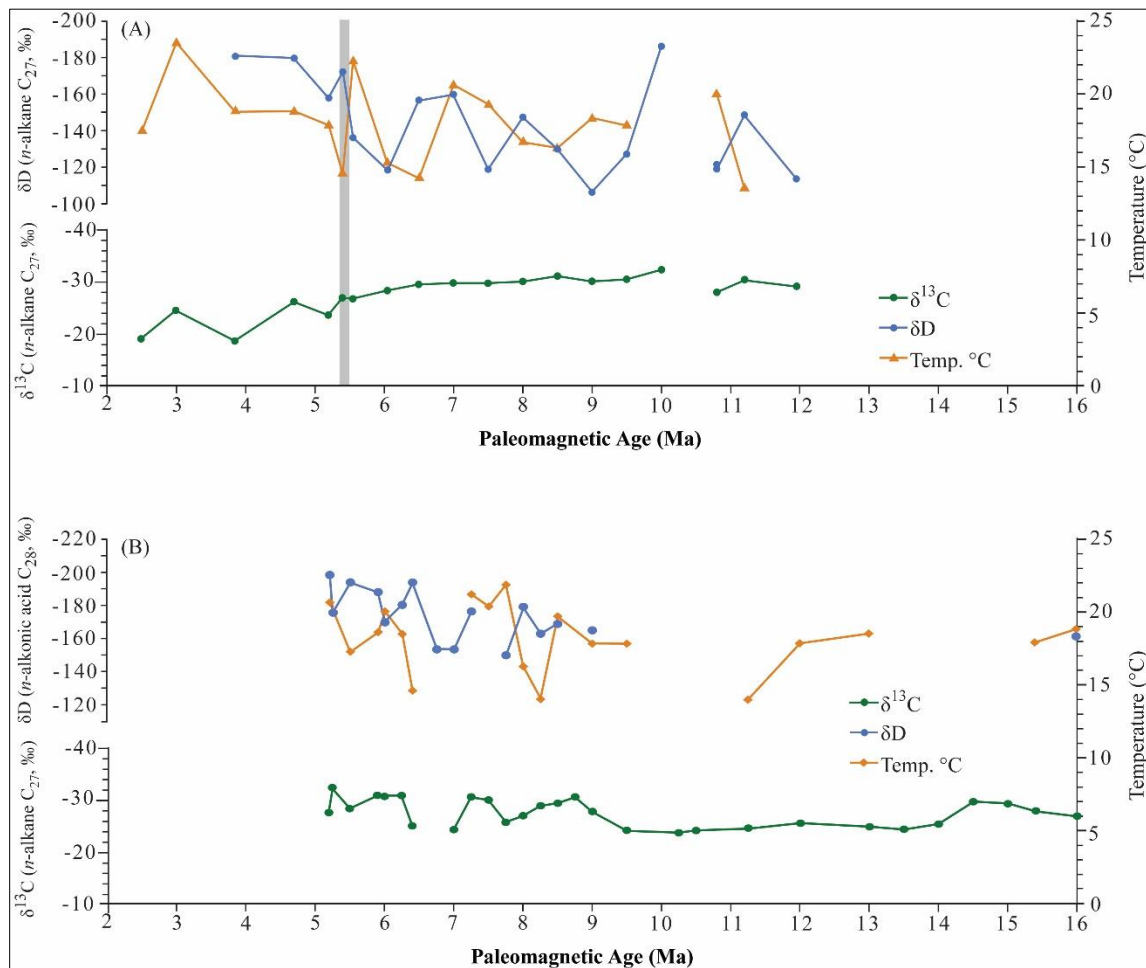 (A)
δD (n-alkane C27, ‰)
-200
-180
-160
-140
-120
-100
δ13C (n-alkane C27, ‰)
-40
-30
-20
-10
Temperature (°C)
25
20
15
10
5
0
δ13C
δD
Temp. °C
2 3 4 5 6 7 8 9 10 11 12 13 14 15 16
Paleomagnetic Age (Ma)
(B)
δD (n-alkonic acid C28, ‰)
-220
-200
-180
-160
-140
-120
δ13C (n-alkane C27, ‰)
-40
-30
-20
-10
Temperature (°C)
25
20
15
10
5
0
δ13C
δD
Temp. °C
2 3 4 5 6 7 8 9 10 11 12 13 14 15 16
Paleomagnetic Age (Ma)